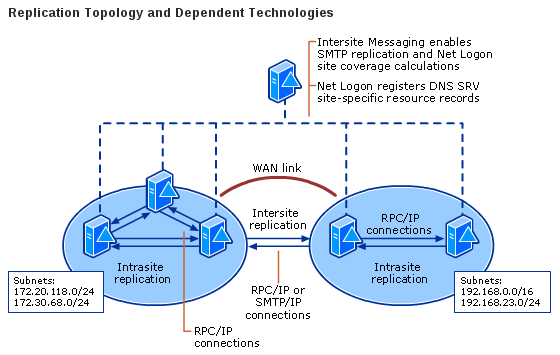 Replication Topology and Dependent Technologies
Intersite Messaging enables
SMTP replication and Net Logon
site coverage calculations
Net Logon registers DNS SRV
site-specific resource records
WAN link
Intersite
replication
RPC/IP
connections
Intrasite
replication
Intrasite
replication
Subnets:
172.20.118.0/24
172.30.68.0/24
RPC/IP or
SMTP/IP
connections
Subnets:
192.168.0.0/16
192.168.23.0/24
RPC/IP
connections